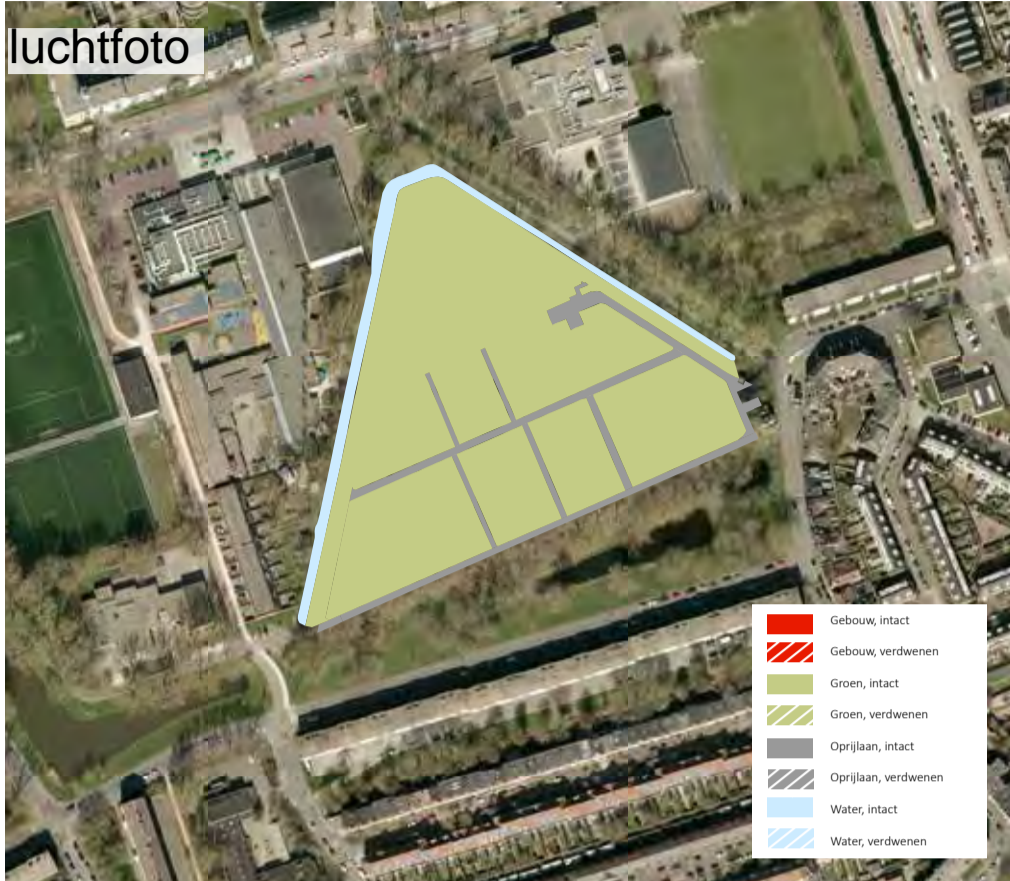 luchtfoto
Gebouw, intact
Gebouw, verdwenen
Groen, intact
Groen, verdwenen
Oprijlaan, intact
Oprijlaan, verdwenen
Water, intact
Water, verdwenen